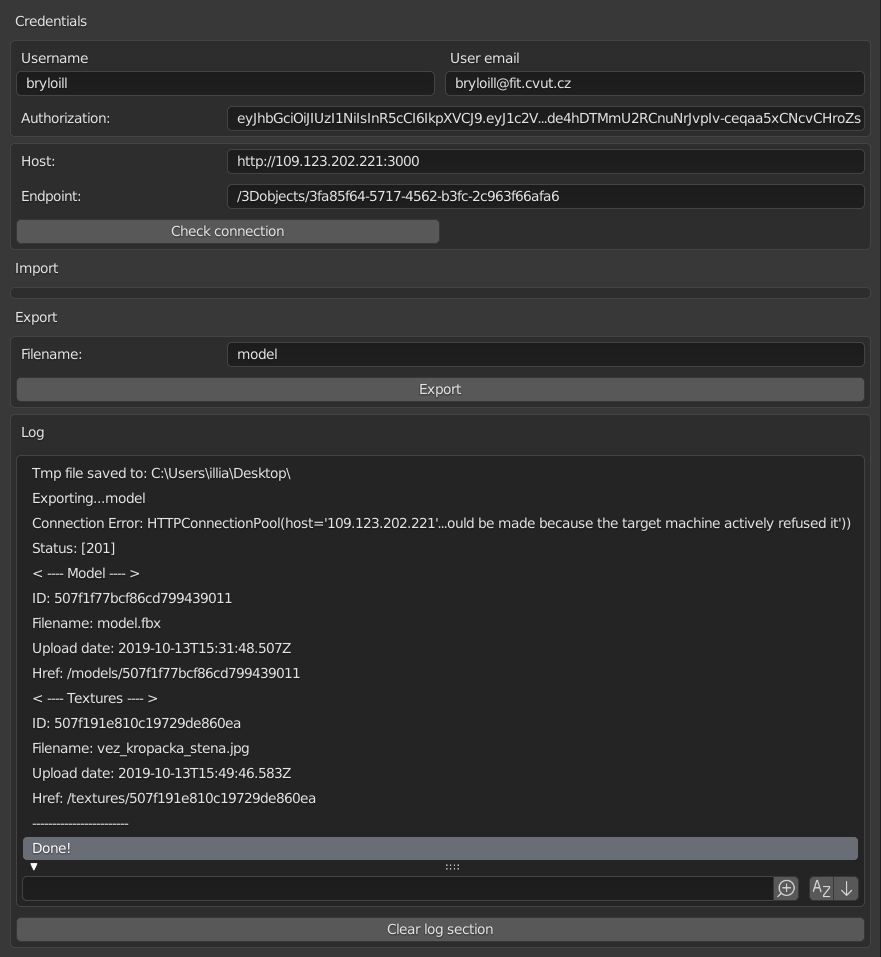 Credentials
Username
User email
bryloill
bryloill@fit.cvut.cz
Authorization:
eyJhbGciOiJIUzI1NiIsInR5cCI6IkpXVCJ9.eyJ1c2V...de4hDTMmU2RCnuNrJvpIv-ceqaa5xCNcvCHroZs
Host:
http://109.123.202.221:3000
Endpoint:
/3Dobjects/3fa85f64-5717-4562-b3fc-2c963f66afa6
Check connection
Import
Export
Filename:
model
Export
Log
Tmp file saved to: C:\Users\illia\Desktop\
Exporting...model
Connection Error: HTTPConnectionPool(host='109.123.202.221'...ould be made because the target machine actively refused it'))
Status: [201]
< ---- Model ---- >
ID: 507f1f77bcf86cd799439011
Filename: model.fbx
Upload date: 2019-10-13T15:31:48.507Z
Href: /models/507f1f77bcf86cd799439011
< ---- Textures ---- >
ID: 507f191e810c19729de860ea
Filename: vez_kropacka_stena.jpg
Upload date: 2019-10-13T15:49:46.583Z
Href: /textures/507f191e810c19729de860ea
------------------------
Done!
AZ
Clear log section